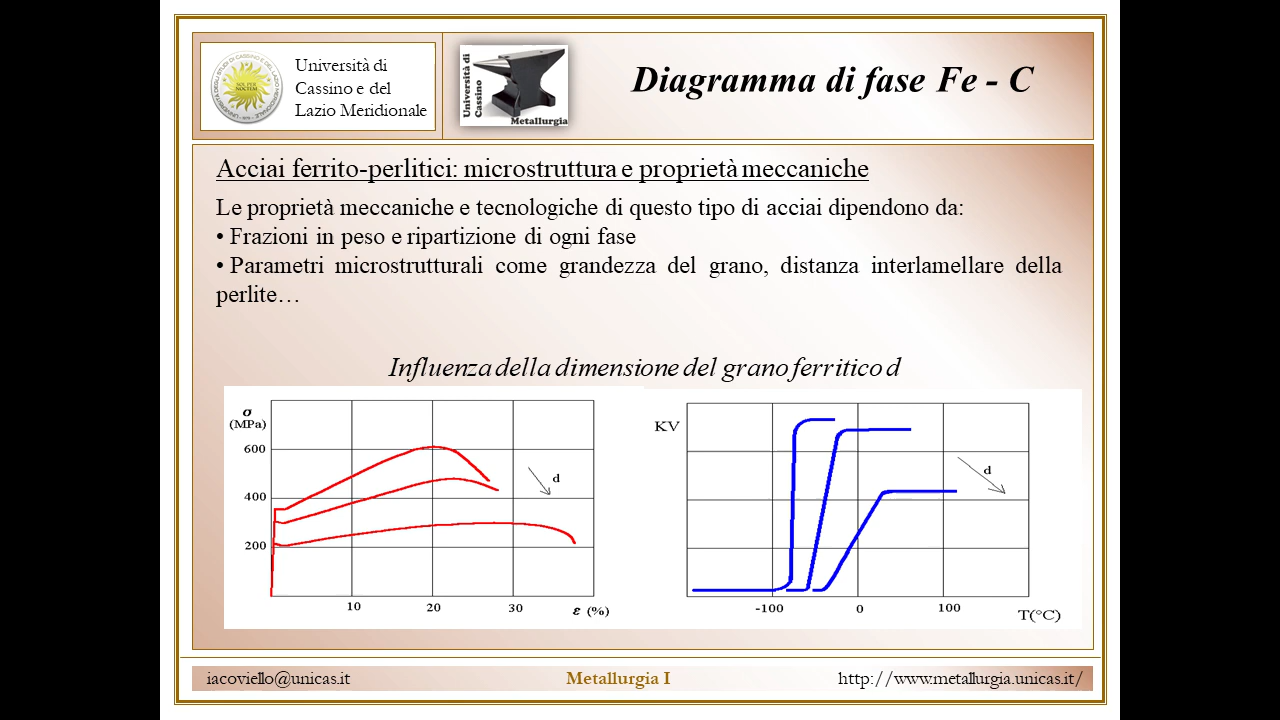 Università di
Cassino e del
Lazio Meridionale
Università di
Cassino
Metallurgia
Diagramma di fase Fe - C
Acciai ferrito-perlitici: microstruttura e proprietà meccaniche
Le proprietà meccaniche e tecnologiche di questo tipo di acciai dipendono da:
• Frazioni in peso e ripartizione di ogni fase
• Parametri microstrutturali come grandezza del grano, distanza interlamellare della
perlite…
Influenza della dimensione del grano ferritico d
σ
(MPa)
600
400
200
d
10
20
30
ε (%)
KV
d
-100
0
100
T(°C)
iacoviello@unicas.it
Metallurgia I
http://www.metallurgia.unicas.it/